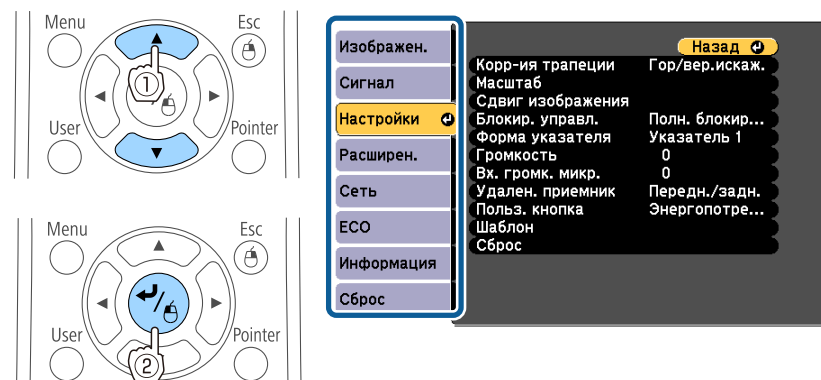 Menu
Esc
①
User
Pointer
Menu
Esc
User
Pointer
②
Изображен.
Сигнал
Настройки
Расширен.
Сеть
ECO
Информация
Сброс
Назад
Корр-ия трапеции Гор/вер.искаж.
Масштаб
Сдвиг изображения
Блокир. управл. Полн. блокир...
Форма указателя Указатель 1
Громкость 0
Вх. громк. микр. 0
Удален. приемник Передн./задн.
Польз. кнопка Энергопотре...
Шаблон
Сброс